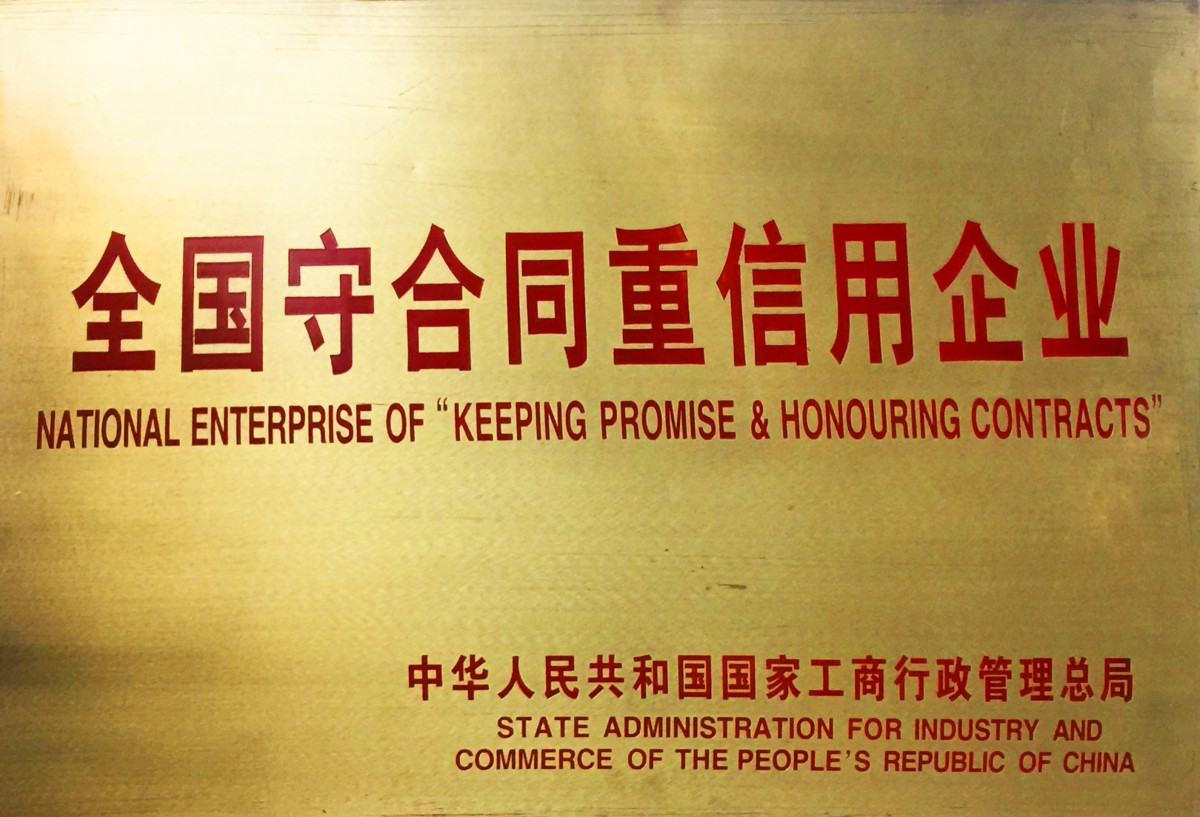 全国守合同重信用企业
NATIONAL ENTERPRISE OF “KEEPING PROMISE & HONOURING CONTRACTS”
中华人民共和国国家工商行政管理总局
STATE ADMINISTRATION FOR INDUSTRY AND
COMMERCE OF THE PEOPLE’S REPUBLIC OF CHINA